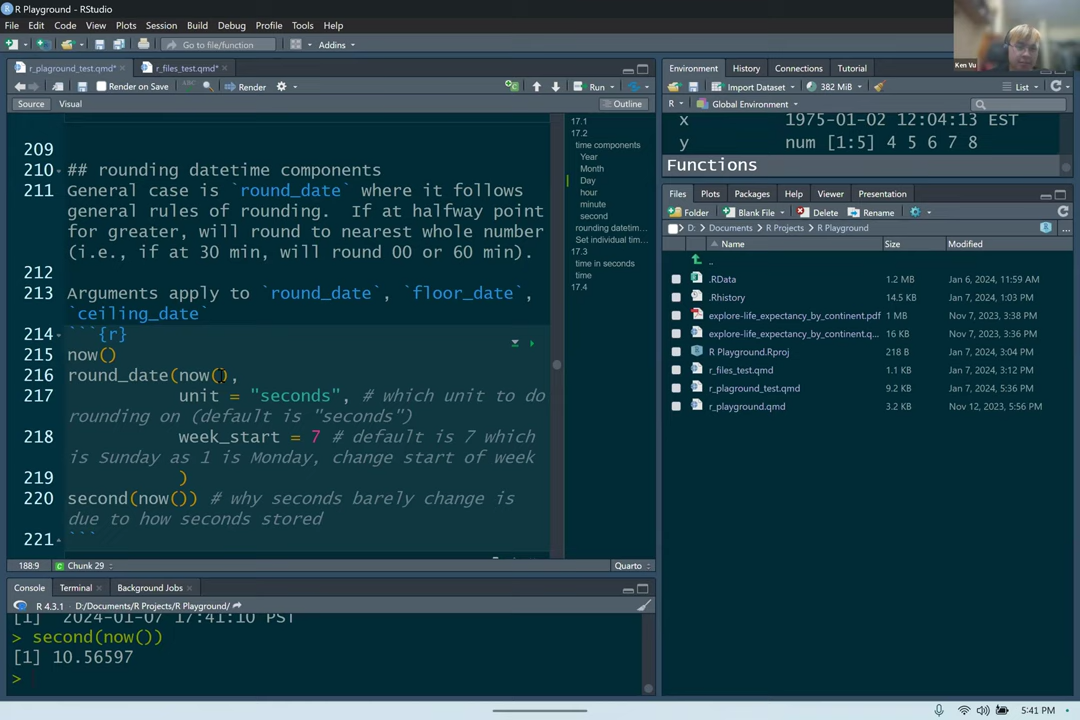 R Playground - RStudio
File Edit Code View Plots Session Build Debug Profile Tools Help
Go to file/function Addins
Ken Vu
r_plaground_test.qmd* r_files_test.qmd*
Render on Save Render Run
Source Visual Outline
209
210 ## rounding datetime components
211 General case is `round_date` where it follows
general rules of rounding. If at halfway point
for greater, will round to nearest whole number
(i.e., if at 30 min, will round 00 or 60 min).
212
213 Arguments apply to `round_date`, `floor_date`,
`ceiling_date`
214 ```{r}
215 now()
216 round_date(now(),
217 unit = "seconds", # which unit to do
rounding on (default is "seconds")
218 week_start = 7 # default is 7 which
is Sunday as 1 is Monday, change start of week
219 )
220 second(now()) # why seconds barely change is
due to how seconds stored
221 ```
17.1
17.2
time components
Year
Month
Day
hour
minute
second
rounding datetim...
Set individual tim...
17.3
time in seconds
time
17.4
188:9 Chunk 29 Quarto
Console Terminal Background Jobs
R 4.3.1 · D:/Documents/R Projects/R Playground/
[1] 2024-01-07 17:41:10 PST
> second(now())
[1] 10.56597
>
Environment History Connections Tutorial
Import Dataset 382 MiB List
R Global Environment
x 1975-01-02 12:04:13 EST
y num [1:5] 4 5 6 7 8
Functions
Files Plots Packages Help Viewer Presentation
Folder Blank File Delete Rename
D: Documents R Projects R Playground
Name Size Modified
..
.RData 1.2 MB Jan 6, 2024, 11:59 AM
.Rhistory 14.5 KB Jan 7, 2024, 1:03 PM
explore-life_expectancy_by_continent.pdf 1 MB Nov 7, 2023, 3:38 PM
explore-life_expectancy_by_continent.q... 16 KB Nov 7, 2023, 3:36 PM
R Playground.Rproj 218 B Jan 7, 2024, 3:04 PM
r_files_test.qmd 1.1 KB Jan 7, 2024, 3:41 PM
r_plaground_test.qmd 9.2 KB Jan 7, 2024, 5:36 PM
r_playground.qmd 3.2 KB Nov 12, 2023, 5:56 PM
5:41 PM